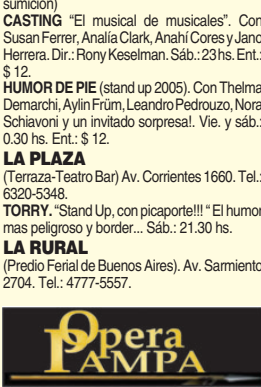 sumición)
CASTING "El musical de musicales". Con
Susan Ferrer, Analía Clark, Anahí Cores y Jano
Herrera. Dir.: Rony Keselman. Sáb.: 23 hs. Ent.:
$ 12.
HUMOR DE PIE (stand up 2005). Con Thelma
Demarchi, Aylin Früm, Leandro Pedrouzo, Nora
Schiavoni y un invitado sorpresa!. Vie. y sáb.:
0.30 hs. Ent.: $ 12.
LA PLAZA
(Terraza-Teatro Bar) Av. Corrientes 1660. Tel.:
6320-5348.
TORRY. "Stand Up, con picaporte!!! " El humor
mas peligroso y border... Sáb.: 21.30 hs.
LA RURAL
(Predio Ferial de Buenos Aires). Av. Sarmiento
2704. Tel.: 4777-5557.
Opera
PAMPA